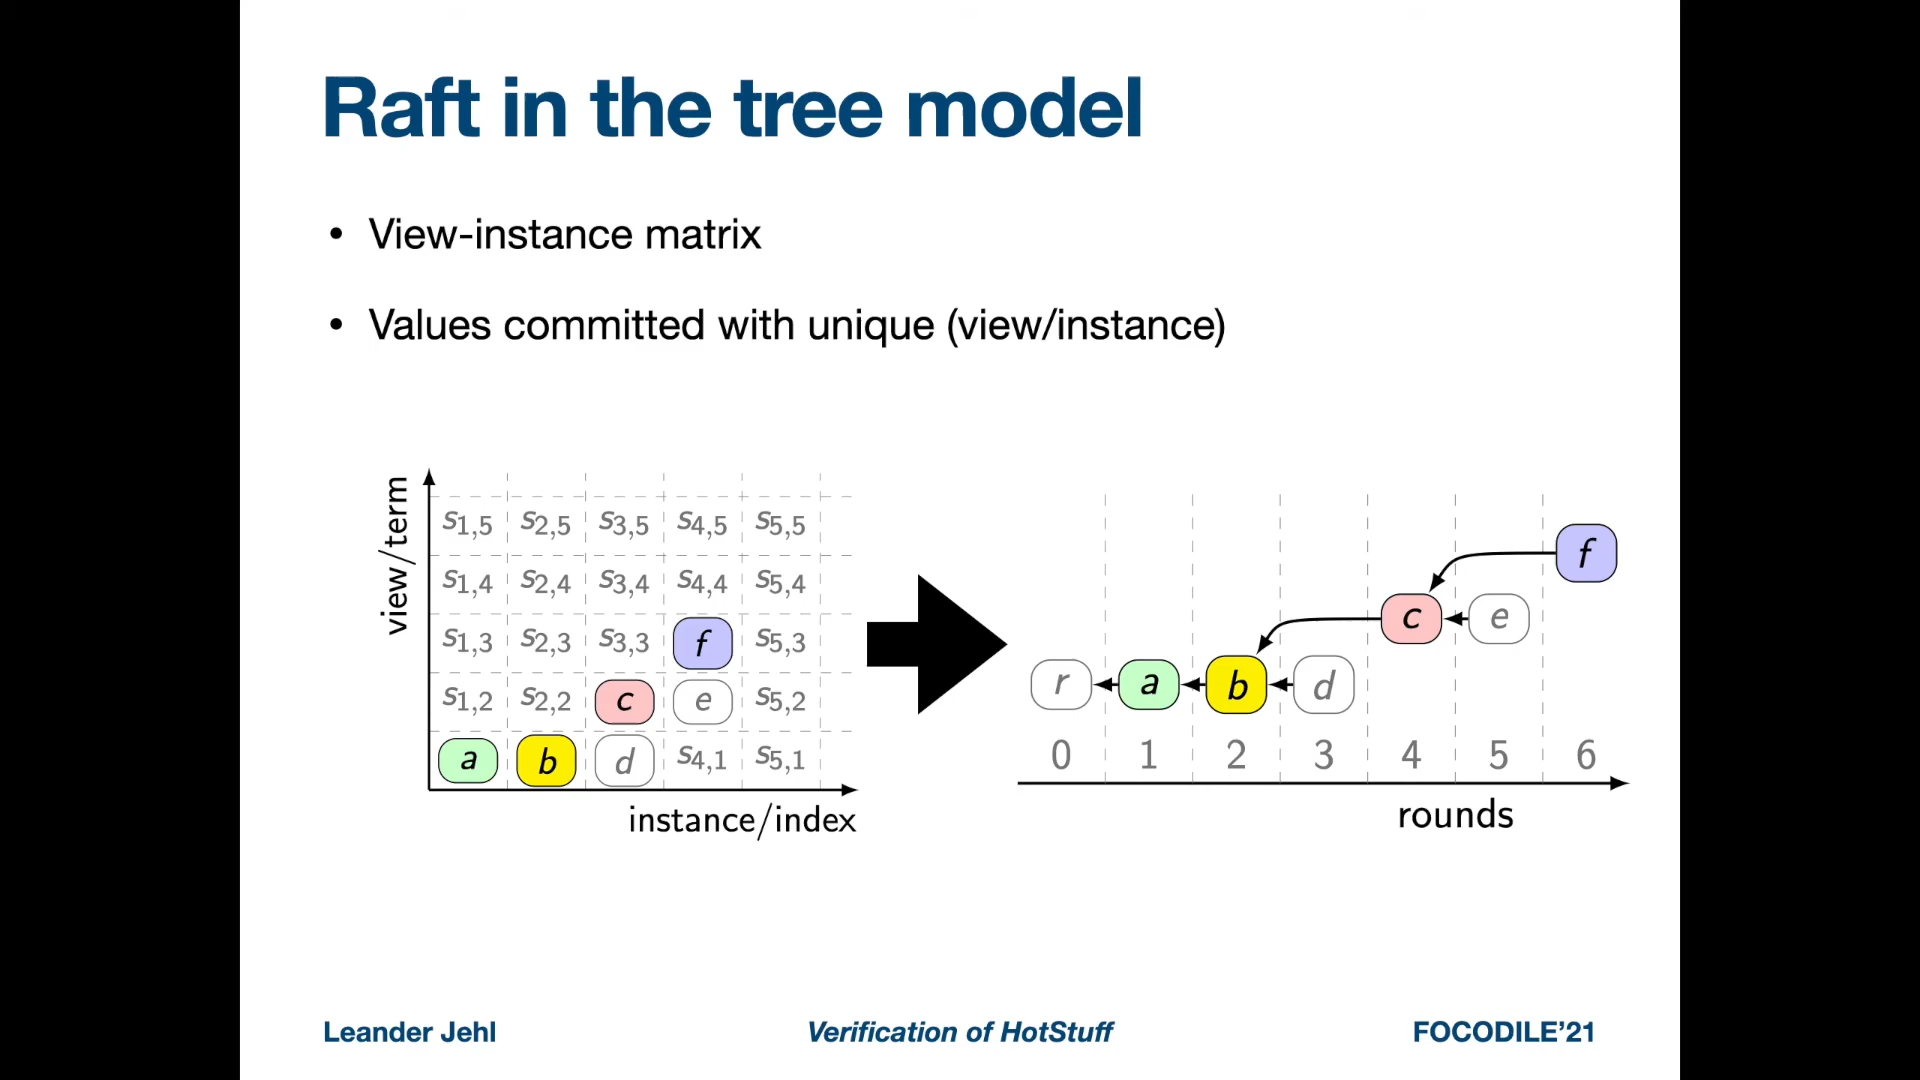 Raft in the tree model
• View-instance matrix
• Values committed with unique (view/instance)
view/term
s1,5 s2,5 s3,5 s4,5 s5,5
s1,4 s2,4 s3,4 s4,4 s5,4
s1,3 s2,3 s3,3 f s5,3
s1,2 s2,2 c e s5,2
a b d s4,1 s5,1
instance/index
f
c e
r a b d
0 1 2 3 4 5 6
rounds
Leander Jehl Verification of HotStuff FOCODILE’21